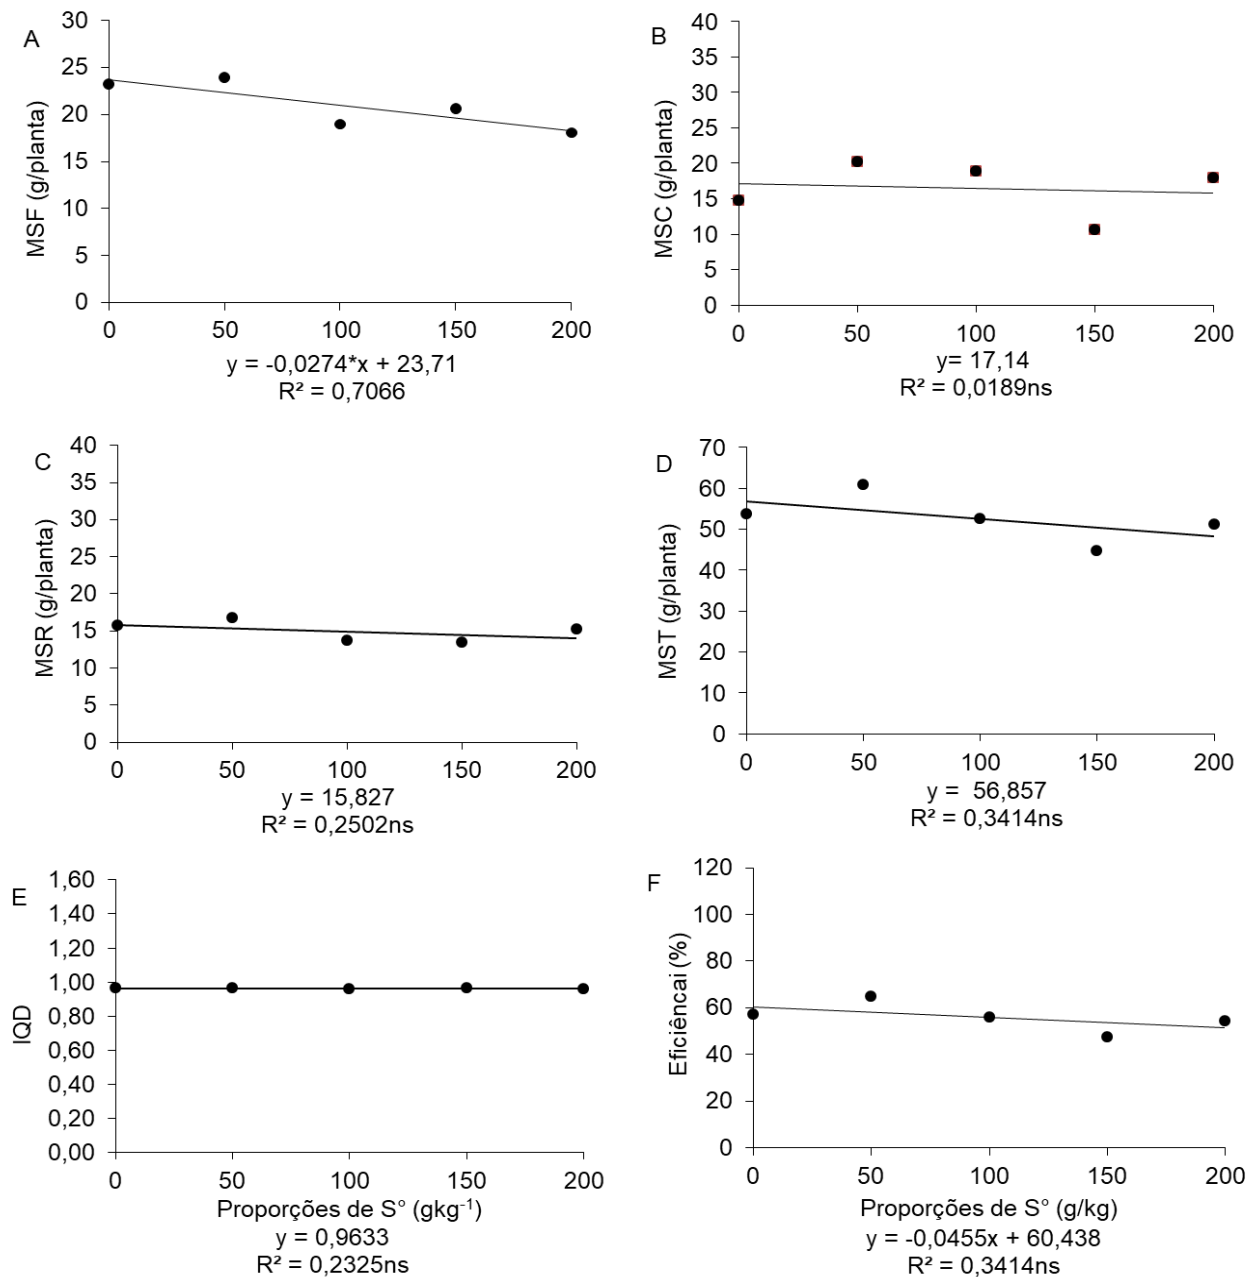 A
MSF (g/planta)
30
25
20
15
10
5
0
0 50 100 150 200
y = -0,0274*x + 23,71
R² = 0,7066
B
MSC (g/planta)
40
35
30
25
20
15
10
5
0
0 50 100 150 200
y= 17,14
R² = 0,0189ns
C
MSR (g/planta)
40
35
30
25
20
15
10
5
0
0 50 100 150 200
y = 15,827
R² = 0,2502ns
D
MST (g/planta)
70
60
50
40
30
20
10
0
0 50 100 150 200
y = 56,857
R² = 0,3414ns
E
IQD
1,60
1,40
1,20
1,00
0,80
0,60
0,40
0,20
0,00
0 50 100 150 200
Proporções de S° (gkg⁻¹)
y = 0,9633
R² = 0,2325ns
F
Eficiêncai (%)
120
100
80
60
40
20
0
0 50 100 150 200
Proporções de S° (g/kg)
y = -0,0455x + 60,438
R² = 0,3414ns